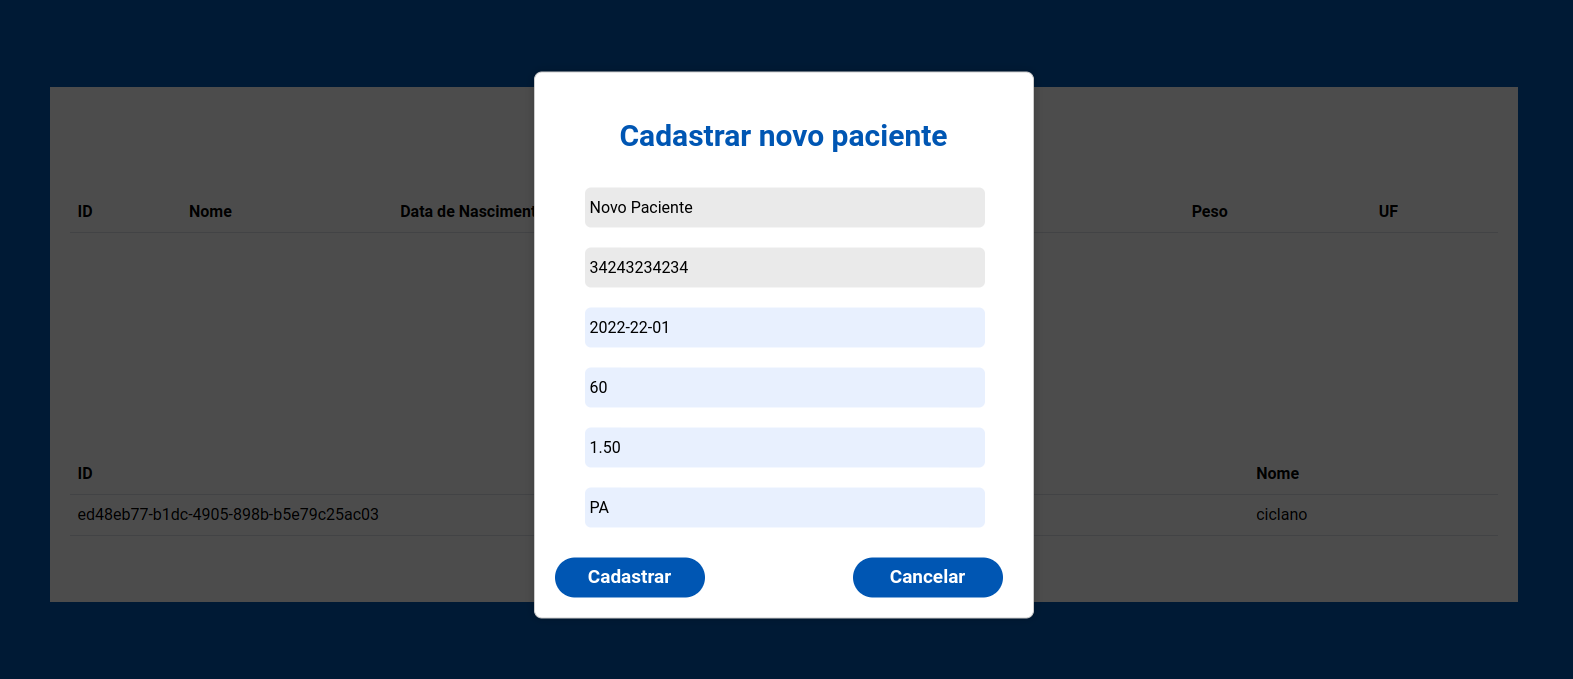 Cadastrar novo paciente
Novo Paciente
34243234234
2022-22-01
60
1.50
PA
Cadastrar Cancelar
ID Nome Data de Nasciment Peso UF
ID Nome
ed48eb77-b1dc-4905-898b-b5e79c25ac03 ciclano